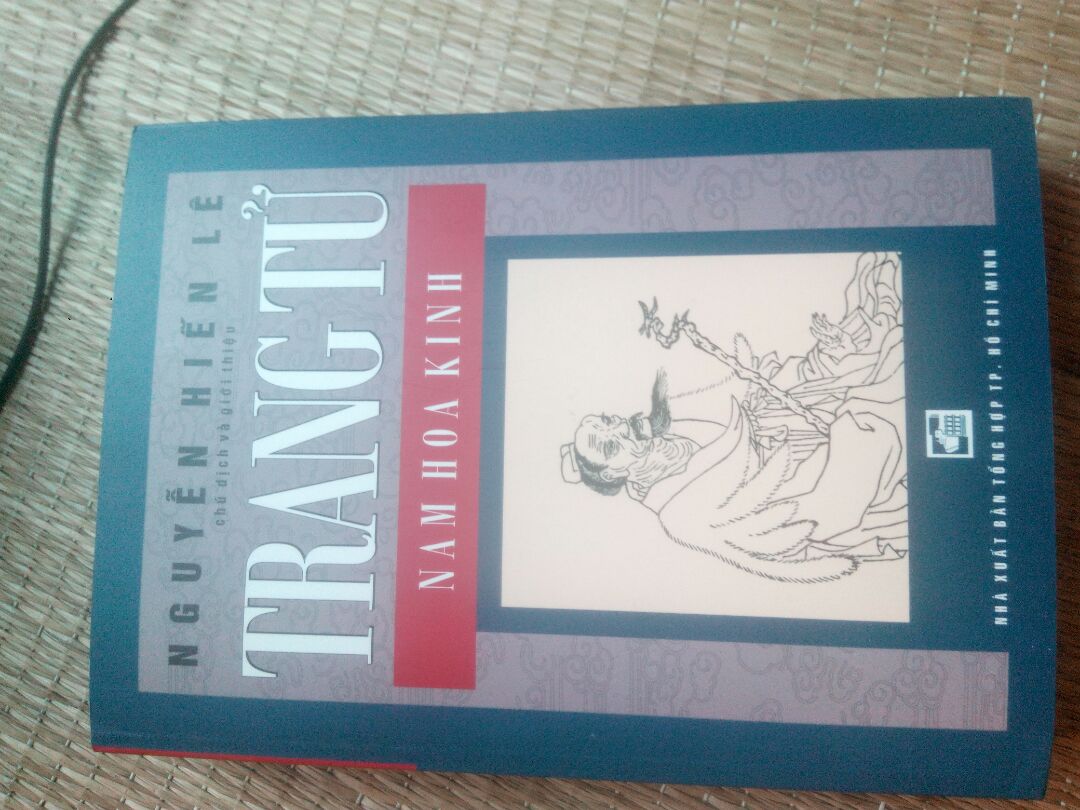 NGUYỄN HIẾN LÊ
chú dịch và giới thiệu
TRANG TỬ
NAM HOA KINH
NHÀ XUẤT BẢN TỔNG HỢP TP. HỒ CHÍ MINH